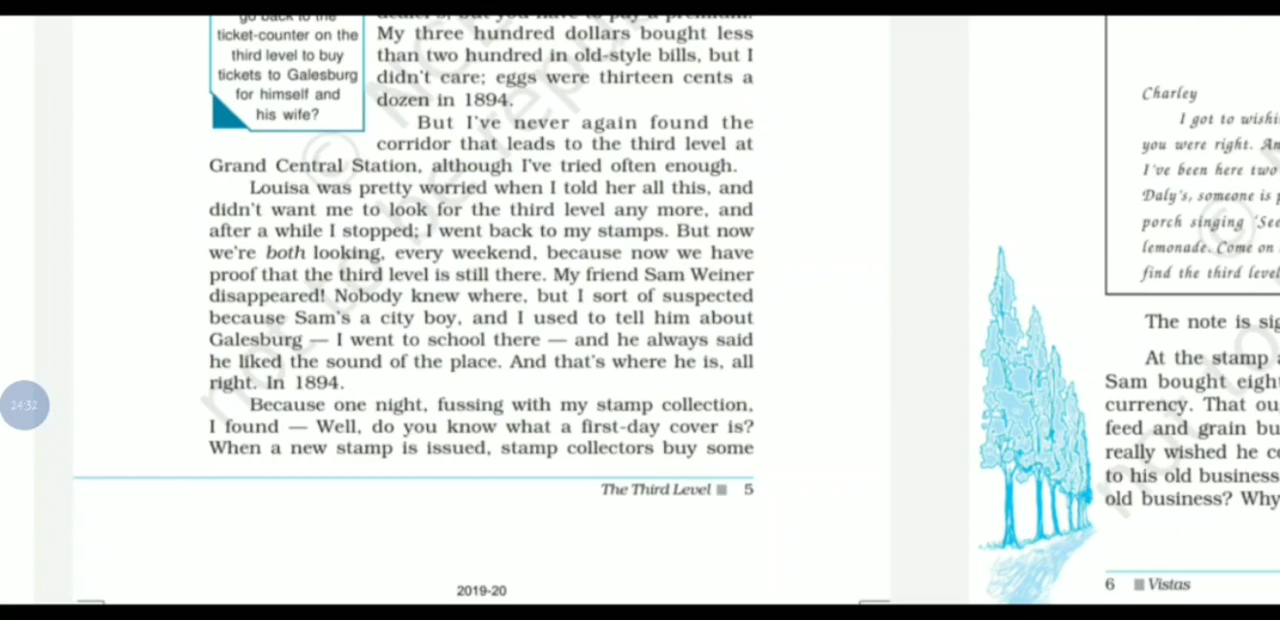 go back to the
ticket-counter on the
third level to buy
tickets to Galesburg
for himself and
his wife?
My three hundred dollars bought less
than two hundred in old-style bills, but I
didn't care; eggs were thirteen cents a
dozen in 1894.
But I've never again found the
corridor that leads to the third level at
Grand Central Station, although I've tried often enough.
Louisa was pretty worried when I told her all this, and
didn't want me to look for the third level any more, and
after a while I stopped; I went back to my stamps. But now
we're both looking, every weekend, because now we have
proof that the third level is still there. My friend Sam Weiner
disappeared! Nobody knew where, but I sort of suspected
because Sam's a city boy, and I used to tell him about
Galesburg — I went to school there — and he always said
he liked the sound of the place. And that's where he is, all
right. In 1894.
Because one night, fussing with my stamp collection,
I found — Well, do you know what a first-day cover is?
When a new stamp is issued, stamp collectors buy some
The Third Level 5
2019-20
24:32
Charley
I got to wishi
you were right. An
I've been here two
Daly's, someone is p
porch singing 'See
lemonade. Come on
find the third level
The note is sig
At the stamp a
Sam bought eight
currency. That ou
feed and grain bu
really wished he co
to his old business
old business? Why
6 Vistas